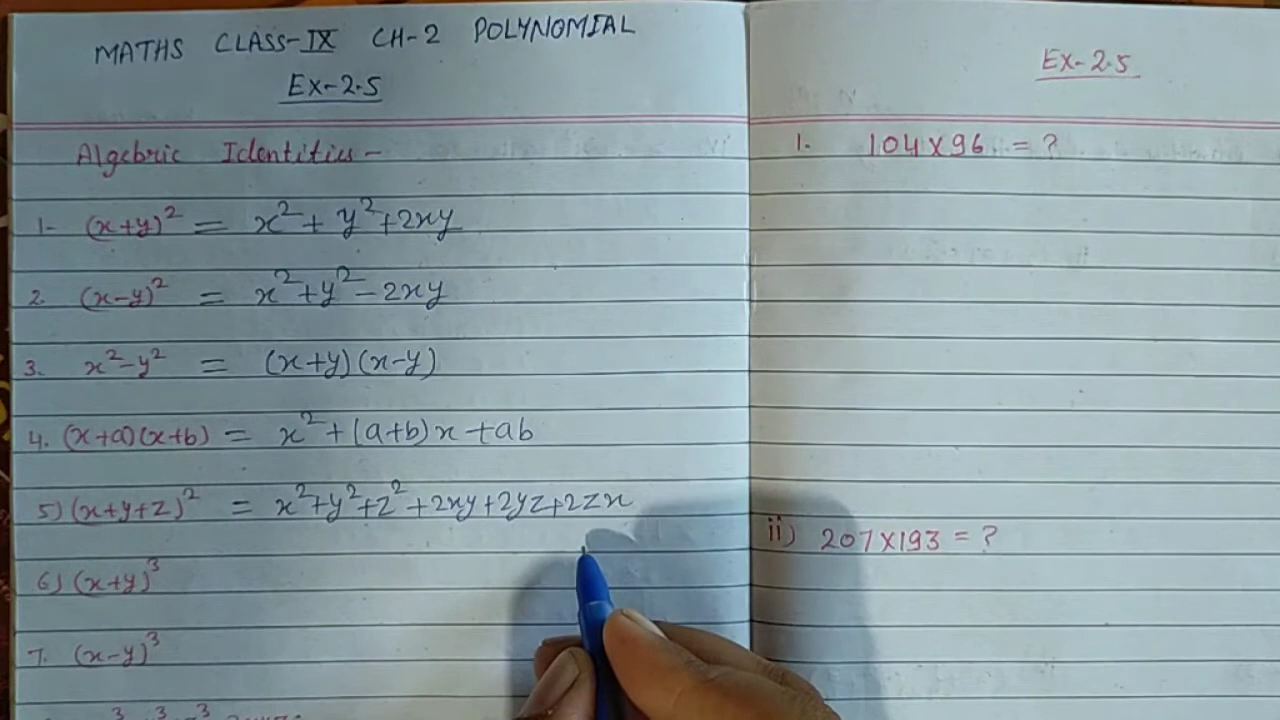 MATHS CLASS-IX CH-2 POLYNOMIAL
Ex-2.5
Algebric Identities -
1- (x+y)² = x² + y² + 2xy
2. (x-y)² = x² + y² - 2xy
3. x² - y² = (x+y)(x-y)
4. (x+a)(x+b) = x² + (a+b)x + ab
5) (x+y+z)² = x² + y² + z² + 2xy + 2yz + 2zx
6) (x+y)³
7. (x-y)³
Ex-2.5
1. 104×96 = ?
ii) 207×193 = ?